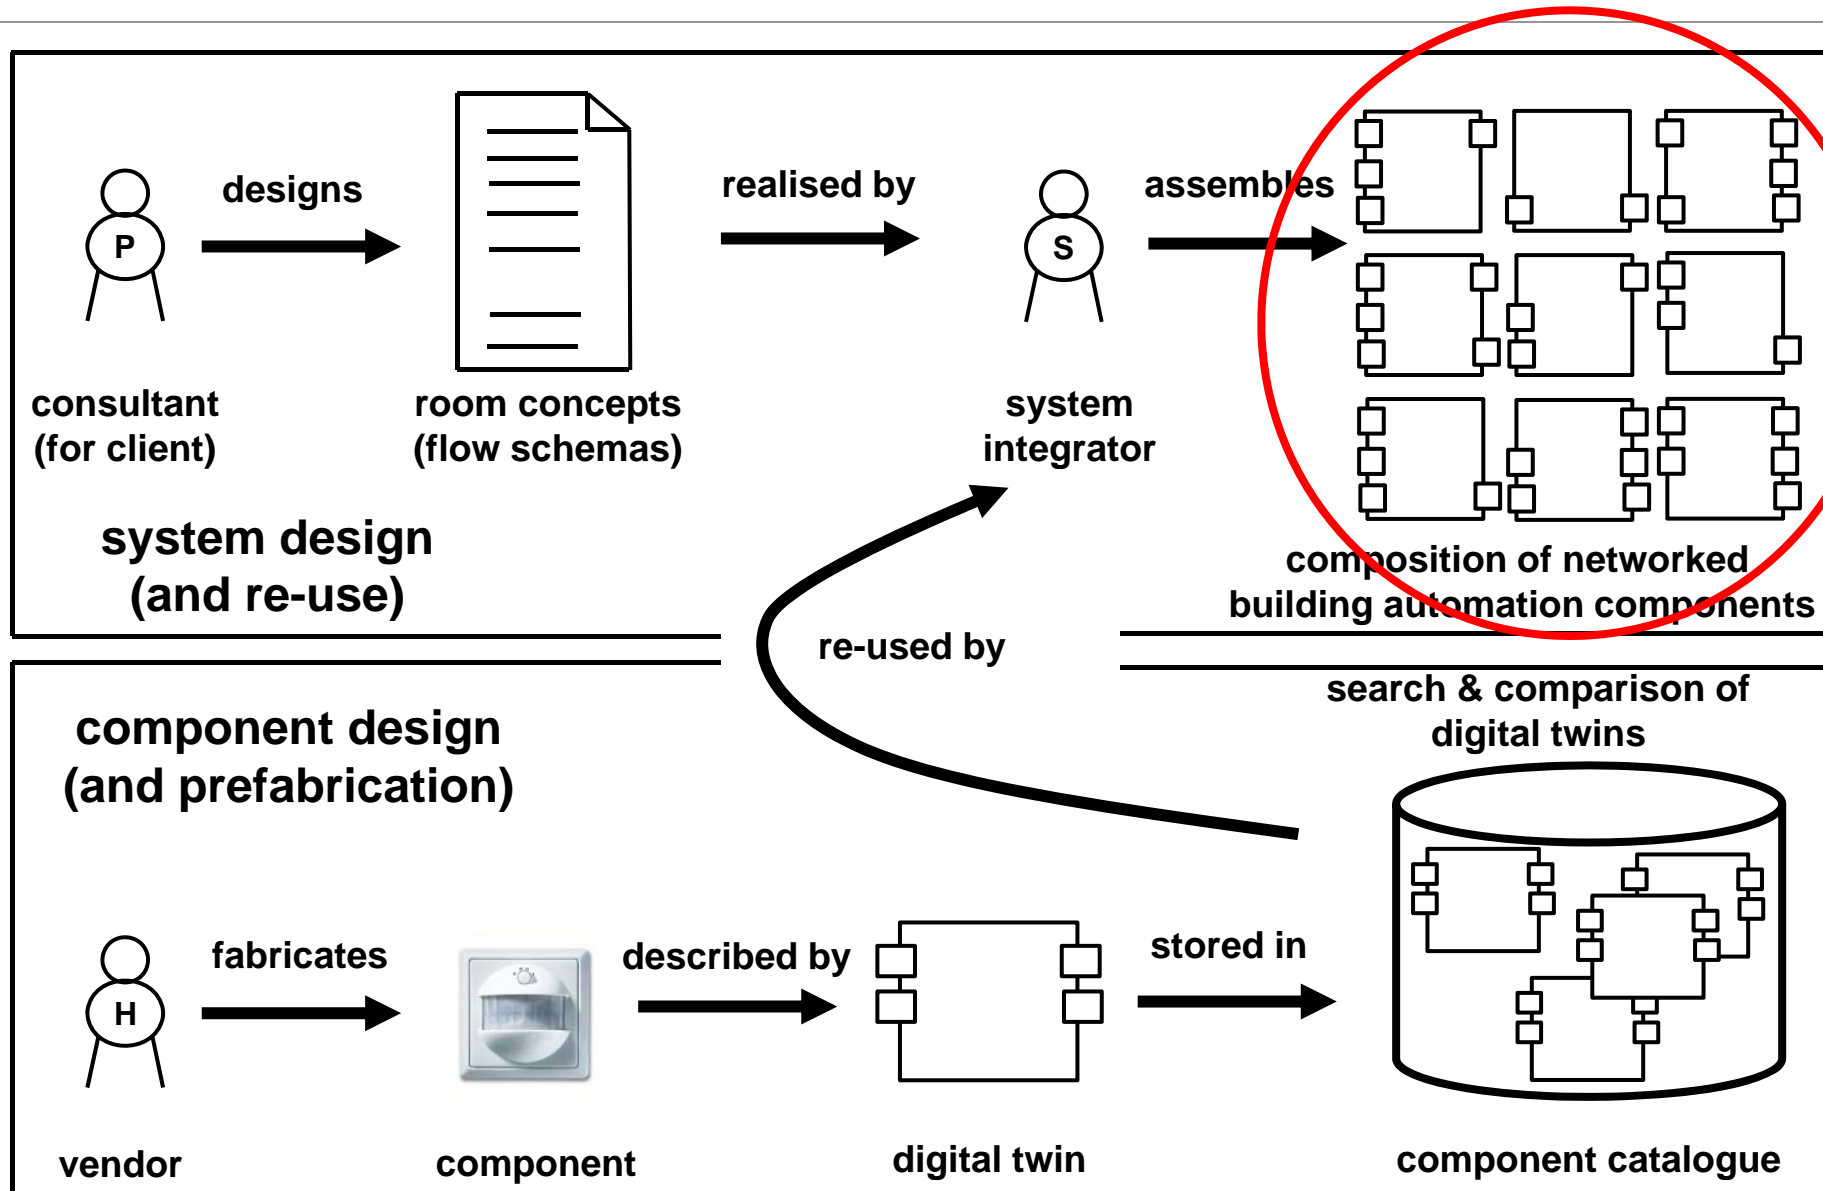 designs
realised by
assembles
P
S
consultant
(for client)
room concepts
(flow schemas)
system
integrator
system design
(and re-use)
composition of networked
building automation components
re-used by
component design
(and prefabrication)
search & comparison of
digital twins
fabricates
described by
stored in
H
vendor
component
digital twin
component catalogue